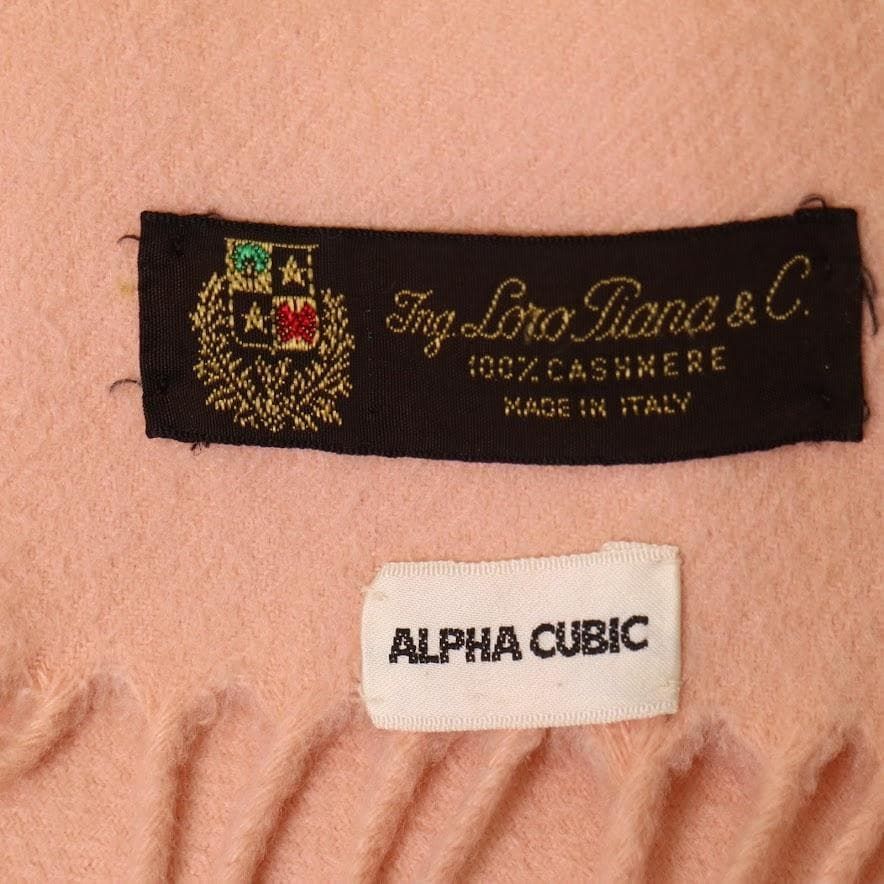 Ing. Loro Piana & C.
100% CASHMERE
MADE IN ITALY
ALPHA CUBIC